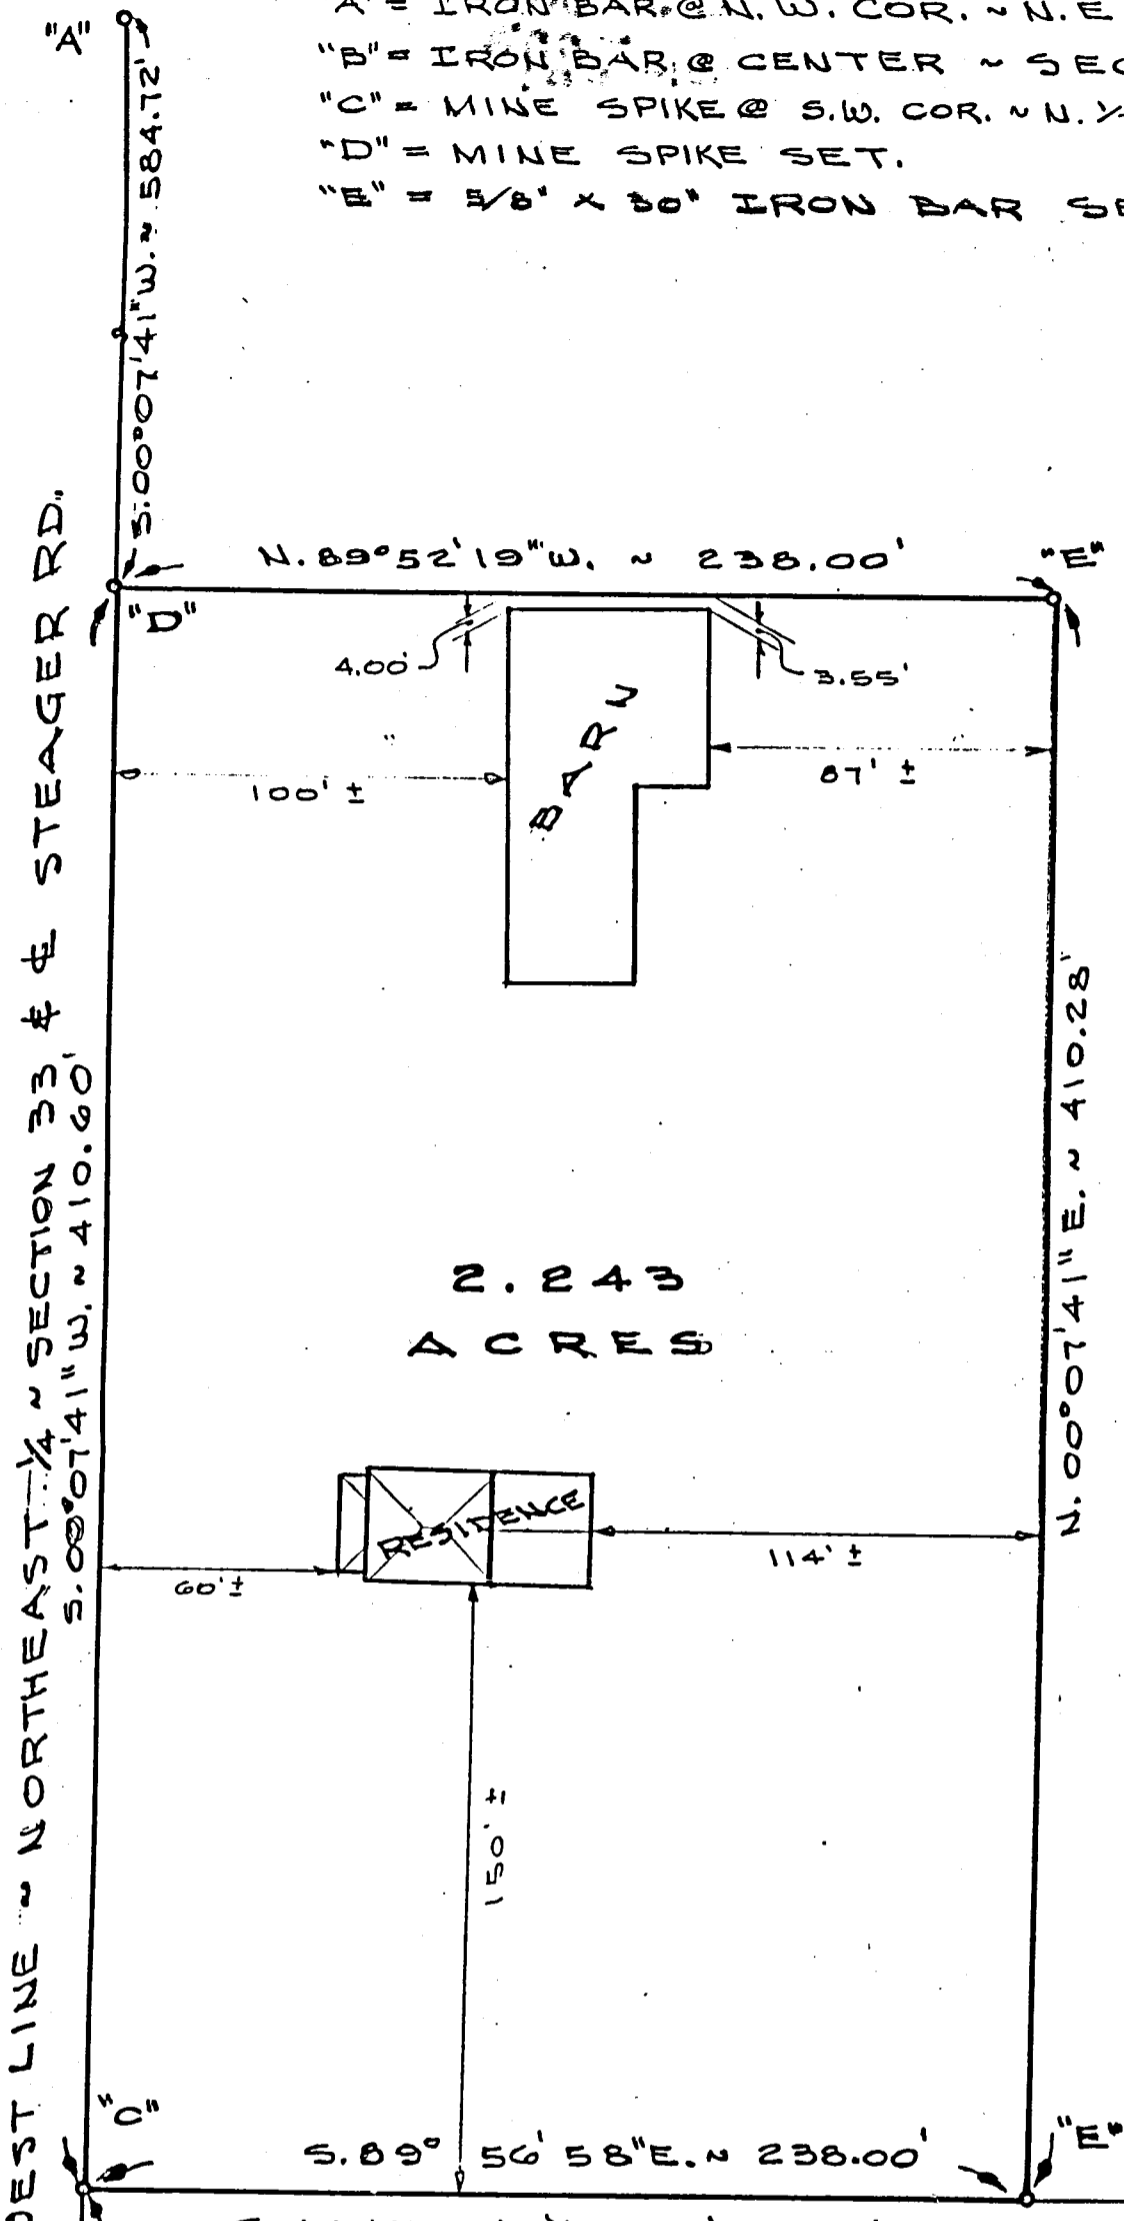 "A" = IRON BAR @ N.W. COR. ~ N.E
"B" = IRON BAR @ CENTER ~ SEC
"C" = MINE SPIKE @ S.W. COR. ~ N. 1/
"D" = MINE SPIKE SET.
"E" = 5/8" X 30" IRON BAR SE
"A"
S.00°07'41"W. ~ 584.72'
N.89°52'19"W. ~ 238.00'
"E"
"D"
4.00'
3.55'
BARN
100' ±
87' ±
WEST LINE ~ NORTHEAST 1/4 ~ SECTION 33 & ℄ STEAGER RD.
S.00°07'41"W. ~ 410.60'
N.00°07'41"E. ~ 410.28'
2.243
ACRES
RESIDENCE
60' ±
114' ±
150' ±
"C"
S.89° 56' 58"E. ~ 238.00'
"E"